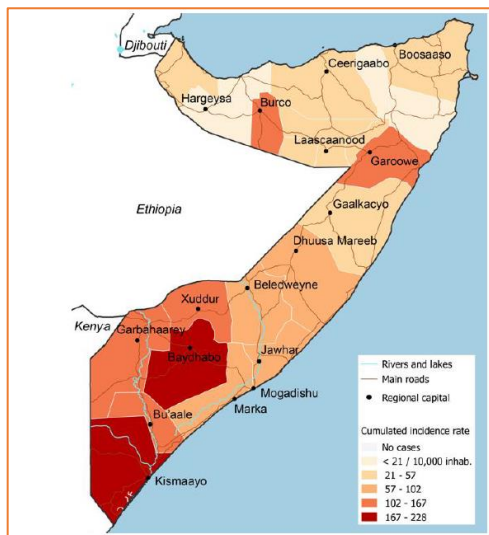 Djibouti
Ceerigaabo
Boosaaso
Hargeysa
Burco
Laascaanood
Garoowe
Gaalkacyo
Ethiopia
Dhuusa Mareeb
Beledweyne
Xuddur
Kenya
Garbahaarey
Baydhabo
Jawhar
Mogadishu
Marka
Bu'aale
Kismaayo
Rivers and lakes
Main roads
Regional capital
Cumulated incidence rate
No cases
< 21 / 10,000 inhab.
21 - 57
57 - 102
102 - 167
167 - 228